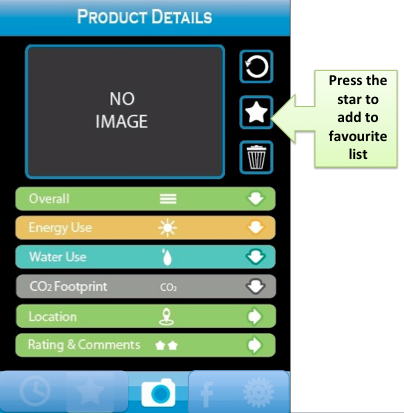 PRODUCT DETAILS
NO
IMAGE
Press the
star to
add to
favourite
list
Overall
Energy Use
Water Use
CO2 Footprint CO2
Location
Rating & Comments
f